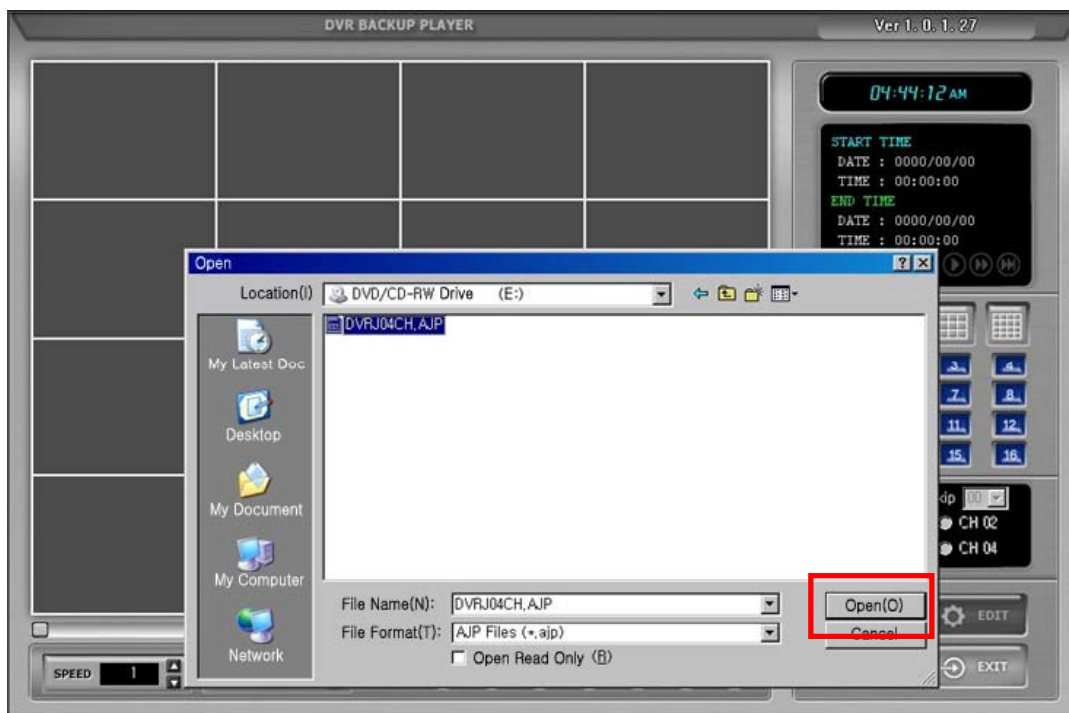 DVR BACKUP PLAYER
Ver 1. 0. 1. 27
04:44:12 AM
START TIME
DATE : 0000/00/00
TIME : 00:00:00
END TIME
DATE : 0000/00/00
TIME : 00:00:00
Open
Location(I)
DVD/CD-RW Drive (E:)
DVRJ04CH.AJP
My Latest Doc
Desktop
My Document
My Computer
Network
File Name(N):
DVRJ04CH.AJP
Open(O)
File Format(T):
AJP Files (*.ajp)
Cancel
Open Read Only (R)
3
4
7
8
11
12
15
16
00
CH 02
CH 04
EDIT
EXIT
SPEED
1